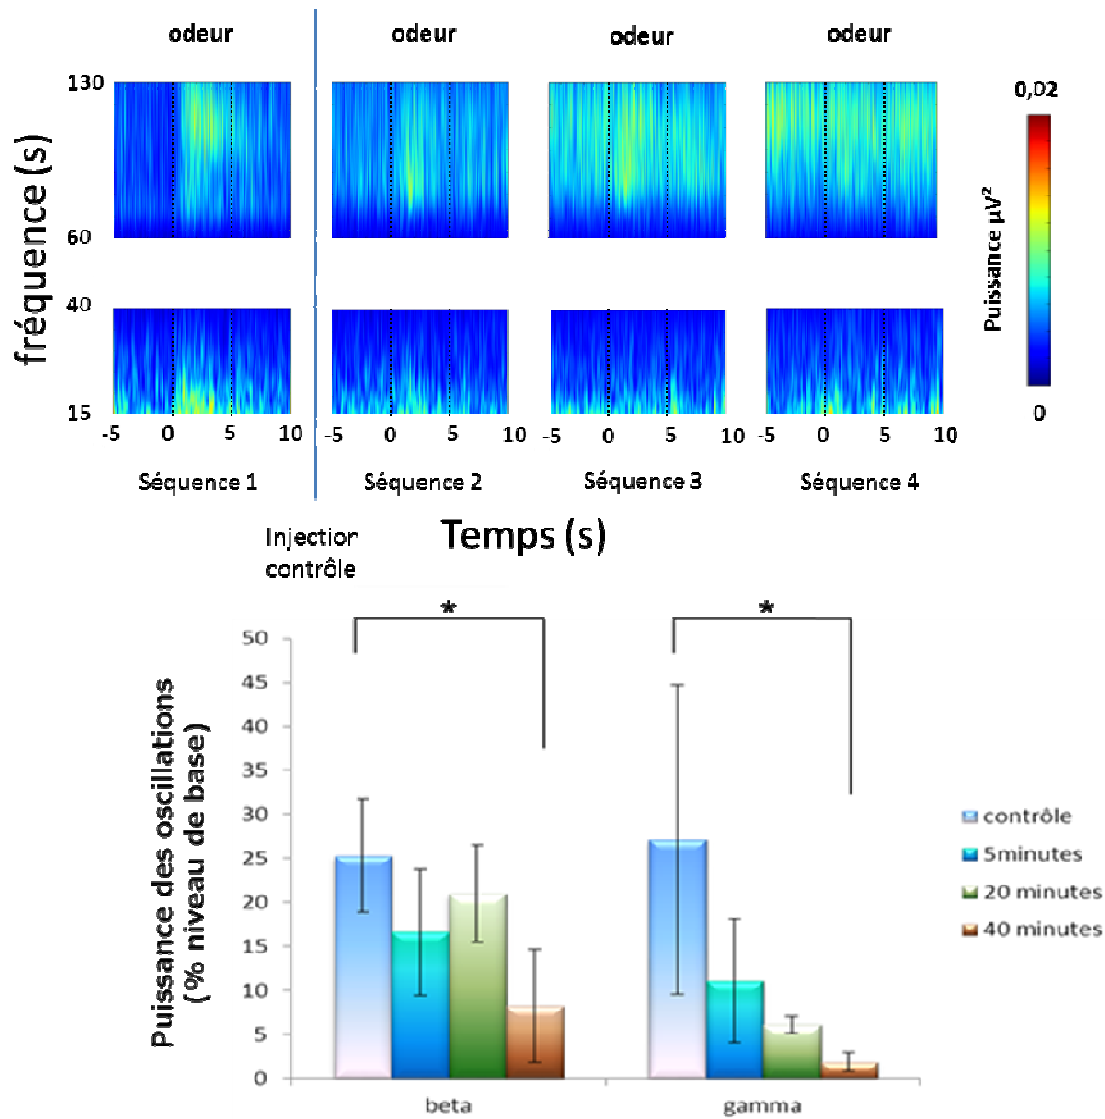 odeur odeur odeur odeur
130
60
40
15
fréquence (s)
0,02
Puissance µV²
0
-5 0 5 10 -5 0 5 10 -5 0 5 10 -5 0 5 10
Séquence 1 Séquence 2 Séquence 3 Séquence 4
Temps (s)
Injection
contrôle
* *
Puissance des oscillations
(% niveau de base)
50
45
40
35
30
25
20
15
10
5
0
beta gamma
contrôle
5minutes
20 minutes
40 minutes